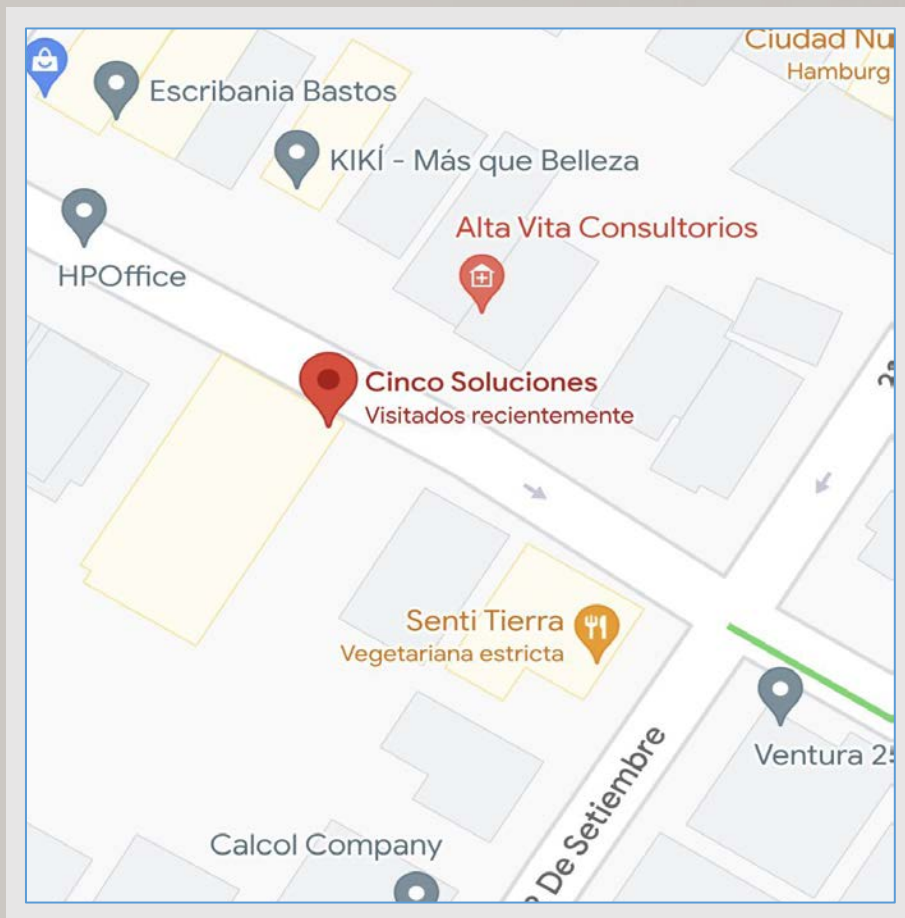 Ciudad Nu
Hamburg
Escribania Bastos
KIKÍ - Más que Belleza
Alta Vita Consultorios
HPOffice
Cinco Soluciones
Visitados recientemente
Senti Tierra
Vegetariana estricta
Ventura 2
De Setiembre
Calcol Company